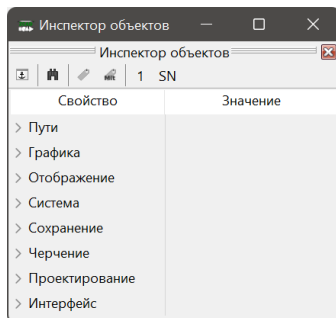 Инспектор объектов
Инспектор объектов
1 SN
Свойство Значение
Пути
Графика
Отображение
Система
Сохранение
Черчение
Проектирование
Интерфейс